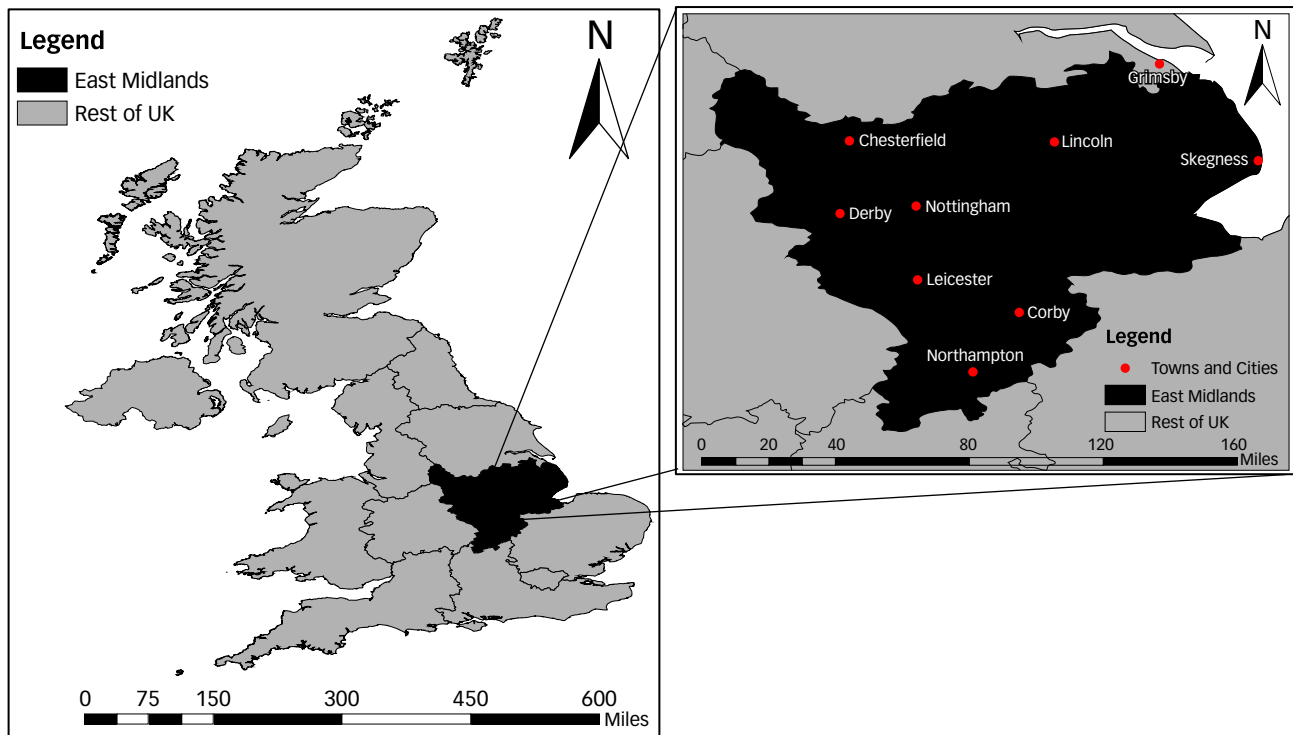 Legend
East Midlands
Rest of UK
N
0 75 150 300 450 600
Miles
N
Grimsby
Chesterfield
Lincoln
Skegness
Derby
Nottingham
Leicester
Corby
Northampton
Legend
Towns and Cities
East Midlands
Rest of UK
0 20 40 80 120 160
Miles